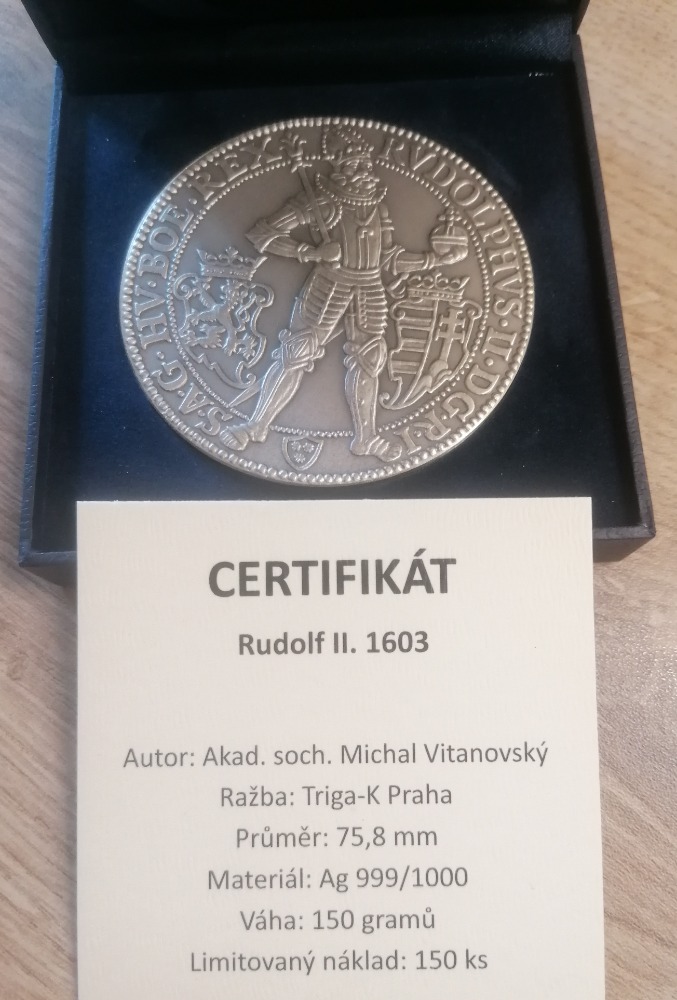 RVDOLPHVS·II·D·G·RI
S·A·G·HV·BOE·REX
CERTIFIKÁT
Rudolf II. 1603
Autor: Akad. soch. Michal Vitanovský
Ražba: Triga-K Praha
Průměr: 75,8 mm
Materiál: Ag 999/1000
Váha: 150 gramů
Limitovaný náklad: 150 ks